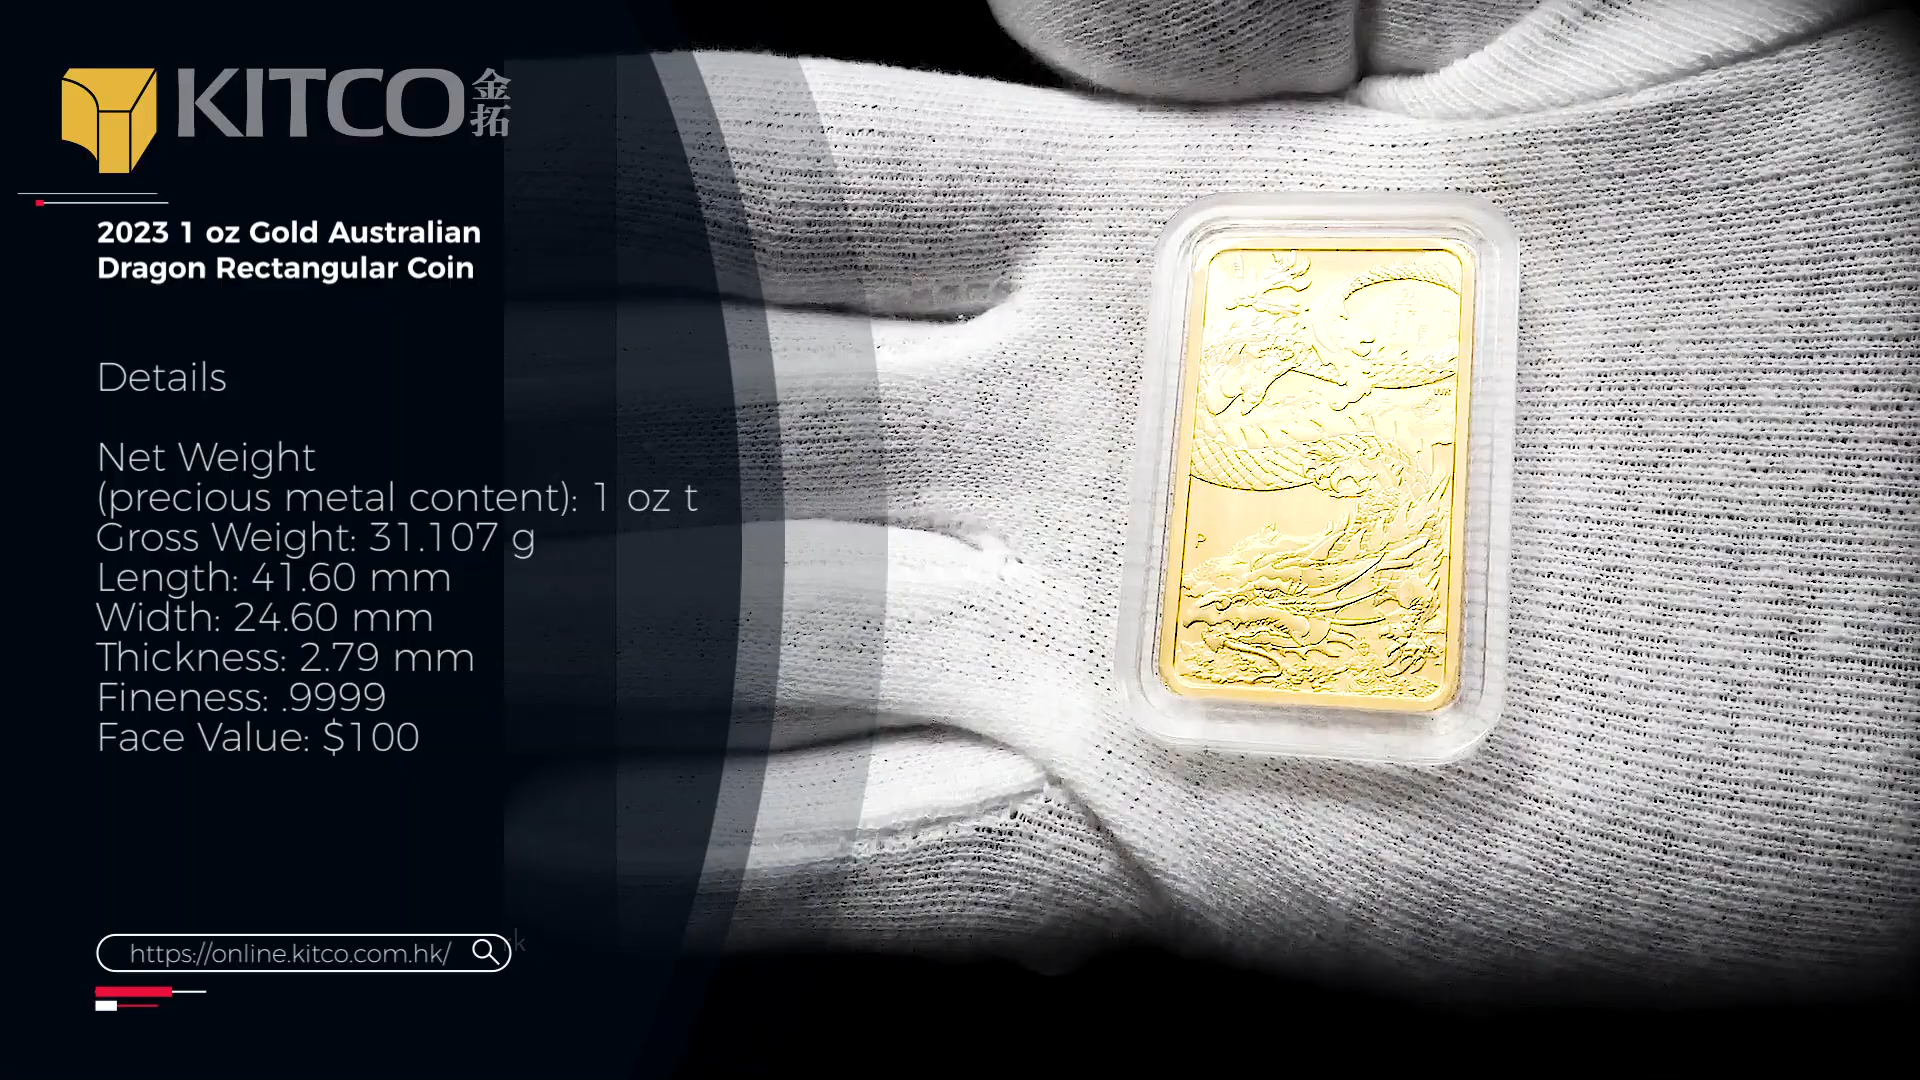 KITCO 金拓
2023 1 oz Gold Australian
Dragon Rectangular Coin
Details
Net Weight
(precious metal content): 1 oz t
Gross Weight: 31.107 g
Length: 41.60 mm
Width: 24.60 mm
Thickness: 2.79 mm
Fineness: .9999
Face Value: $100
https://online.kitco.com.hk/
k
P